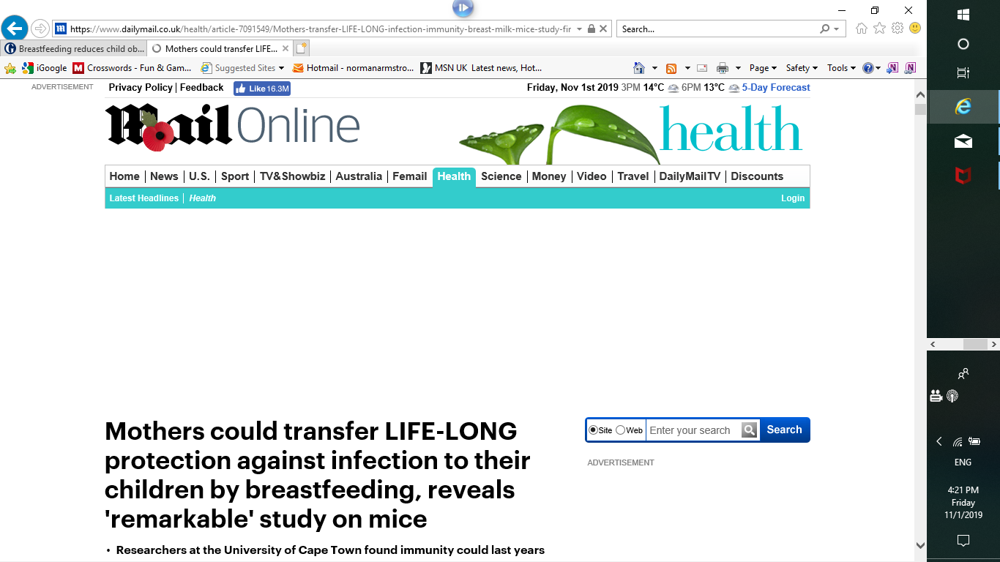 https://www.dailymail.co.uk/health/article-7091549/Mothers-transfer-LIFE-LONG-infection-immunity-breast-milk-mice-study-fir
Search...
Breastfeeding reduces child ob...
Mothers could transfer LIFE...
iGoogle
Crosswords - Fun & Gam...
Suggested Sites
Hotmail - normanarmstro...
MSN UK Latest news, Hot...
Page
Safety
Tools
ADVERTISEMENT
Privacy Policy | Feedback
Like 16.3M
Friday, Nov 1st 2019 3PM 14°C 6PM 13°C 5-Day Forecast
Mail Online
health
Home News U.S. Sport TV&Showbiz Australia Femail Health Science Money Video Travel DailyMailTV Discounts
Latest Headlines Health
Login
Mothers could transfer LIFE-LONG
protection against infection to their
children by breastfeeding, reveals
'remarkable' study on mice
• Researchers at the University of Cape Town found immunity could last years
Site Web Enter your search Search
ADVERTISEMENT
ENG
4:21 PM
Friday
11/1/2019